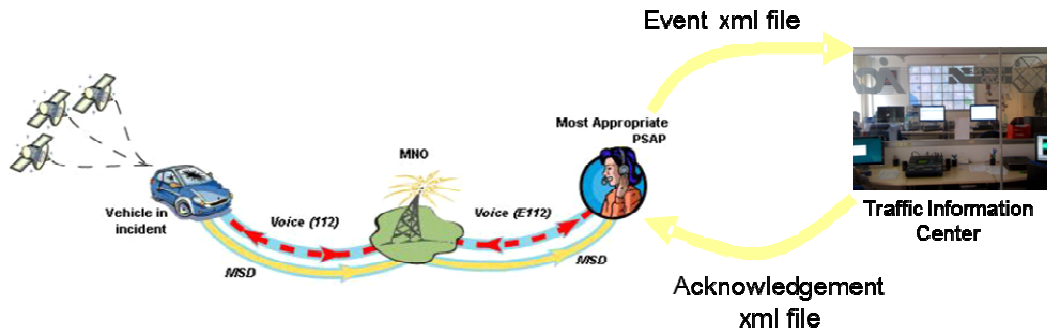 Event xml file
Most Appropriate
PSAP
MNO
Vehicle in
incident
Voice (112)
Voice (E112)
MSD
MSD
Traffic Information
Center
Acknowledgement
xml file